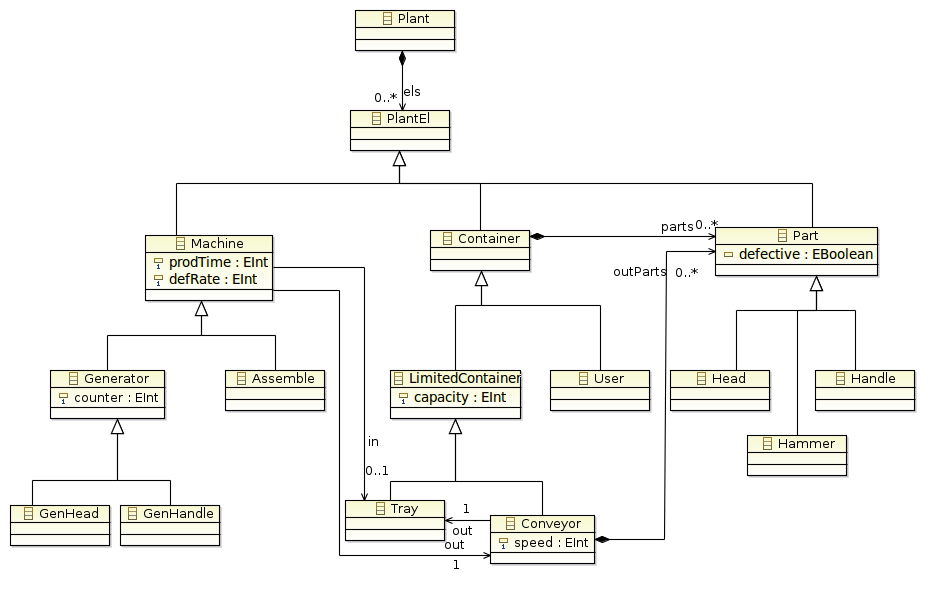 Plant
els
0..*
PlantEl
Machine
prodTime : EInt
defRate : EInt
Container
parts 0..*
Part
defective : EBoolean
outParts 0..*
Generator
counter : EInt
Assemble
LimitedContainer
capacity : EInt
User
Head
Handle
Hammer
in
0..1
GenHead
GenHandle
Tray
1
out
out
1
Conveyor
speed : EInt